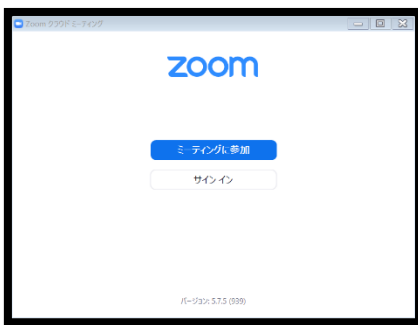 Zoom クラウド ミーティング
zoom
ミーティングに参加
サインイン
バージョン: 5.7.5 (939)